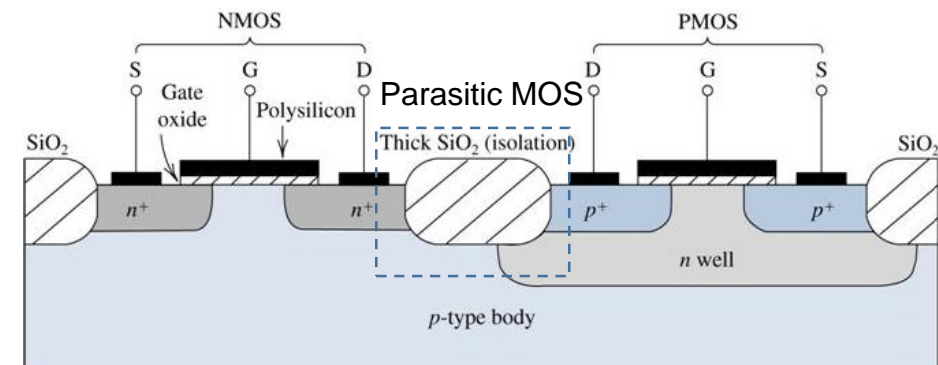 NMOS
PMOS
S
G
D
D
G
S
Parasitic MOS
Gate
oxide
Polysilicon
SiO₂
Thick SiO₂ (isolation)
SiO₂
n⁺
n⁺
p⁺
p⁺
n well
p-type body